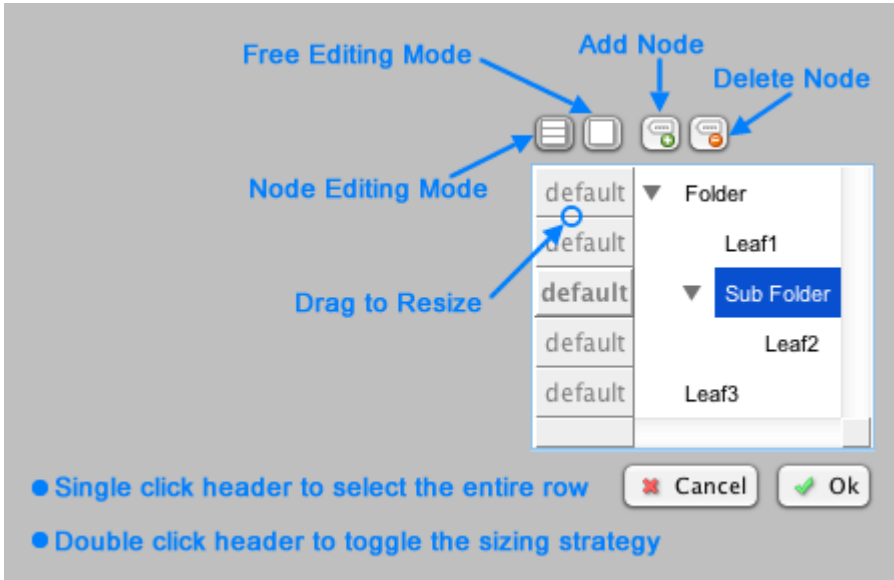 Add Node
Free Editing Mode
Delete Node
Node Editing Mode
default Folder
default Leaf1
Drag to Resize
default Sub Folder
default Leaf2
default Leaf3
Single click header to select the entire row
Cancel Ok
Double click header to toggle the sizing strategy